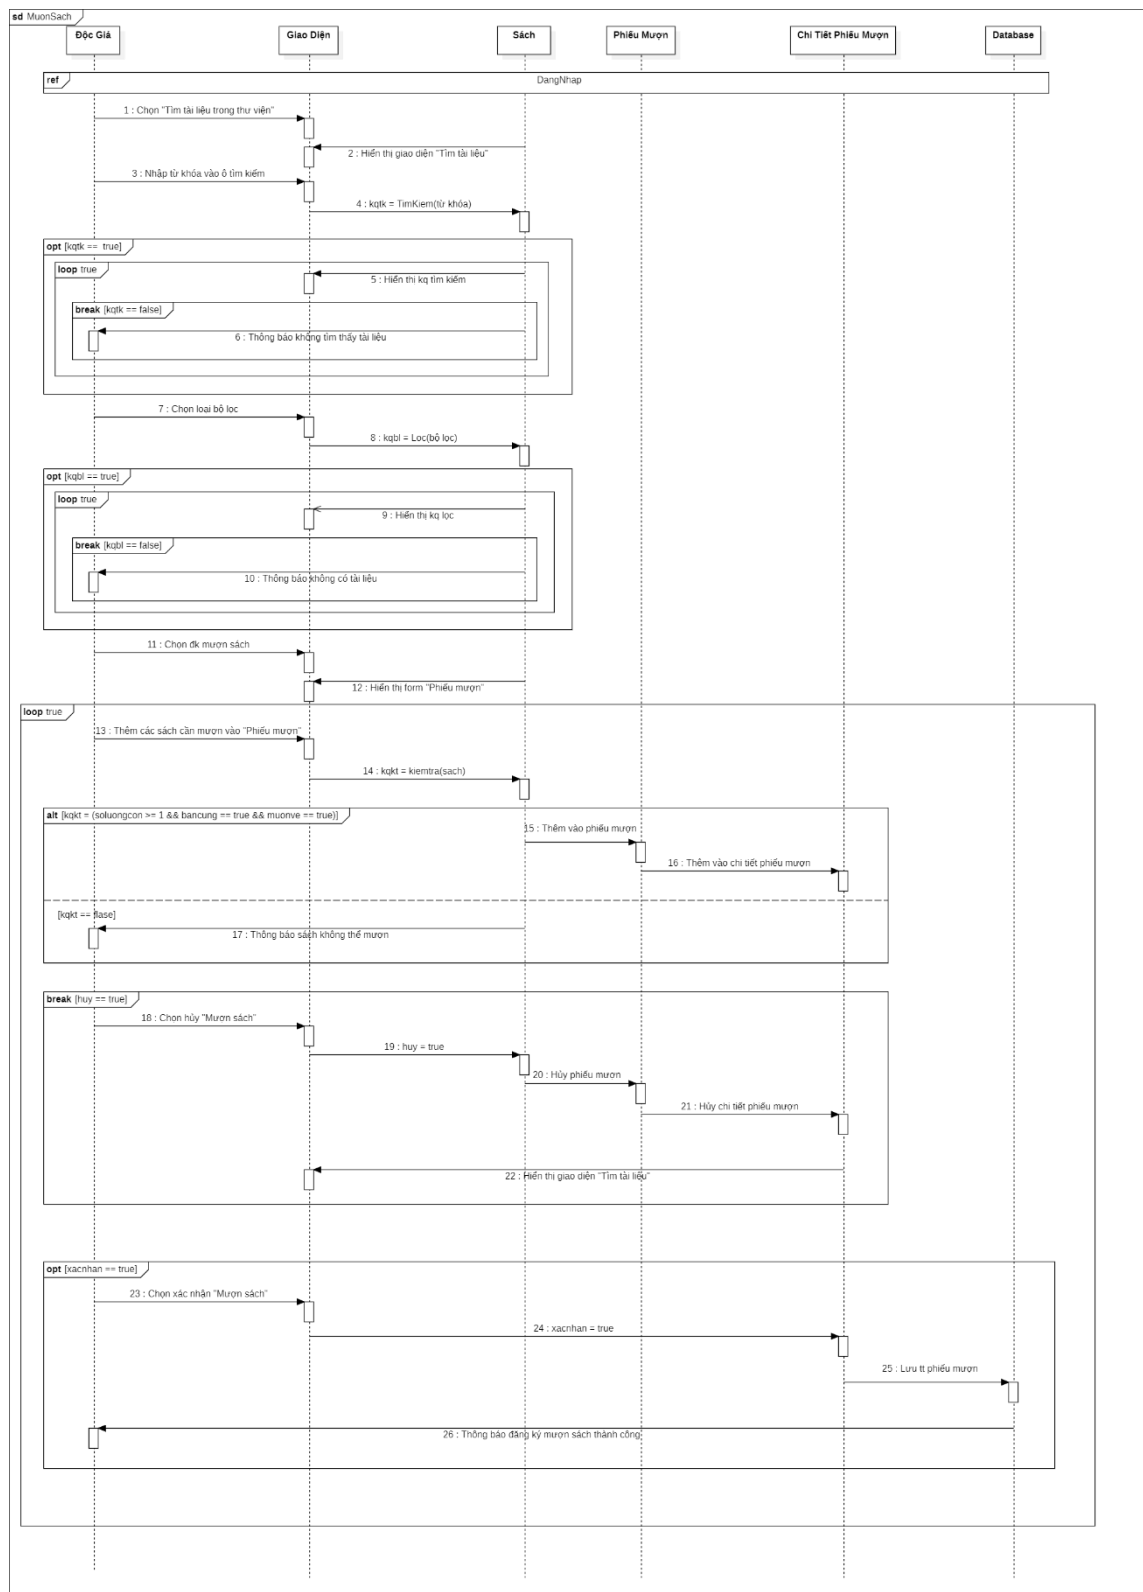 sd MuonSach
Độc Giả
Giao Diện
Sách
Phiếu Mượn
Chi Tiết Phiếu Mượn
Database
ref
DangNhap
1 : Chọn "Tìm tài liệu trong thư viện"
2 : Hiển thị giao diện "Tìm tài liệu"
3 : Nhập từ khóa vào ô tìm kiếm
4 : kqtk = TimKiem(từ khóa)
opt [kqtk == true]
loop true
5 : Hiển thị kq tìm kiếm
break [kqtk == false]
6 : Thông báo không tìm thấy tài liệu
7 : Chọn loại bộ lọc
8 : kqbl = Loc(bộ lọc)
opt [kqbl == true]
loop true
9 : Hiển thị kq lọc
break [kqbl == false]
10 : Thông báo không có tài liệu
11 : Chọn đk mượn sách
12 : Hiển thị form "Phiếu mượn"
loop true
13 : Thêm các sách cần mượn vào "Phiếu mượn"
14 : kqkt = kiemtra(sach)
alt [kqkt = (soluongcon >= 1 && bancung == true && muonve == true)]
15 : Thêm vào phiếu mượn
16 : Thêm vào chi tiết phiếu mượn
[kqkt == flase]
17 : Thông báo sách không thể mượn
break [huy == true]
18 : Chọn hủy "Mượn sách"
19 : huy = true
20 : Hủy phiếu mượn
21 : Hủy chi tiết phiếu mượn
22 : Hiển thị giao diện "Tìm tài liệu"
opt [xacnhan == true]
23 : Chọn xác nhận "Mượn sách"
24 : xacnhan = true
25 : Lưu tt phiếu mượn
26 : Thông báo đăng ký mượn sách thành công